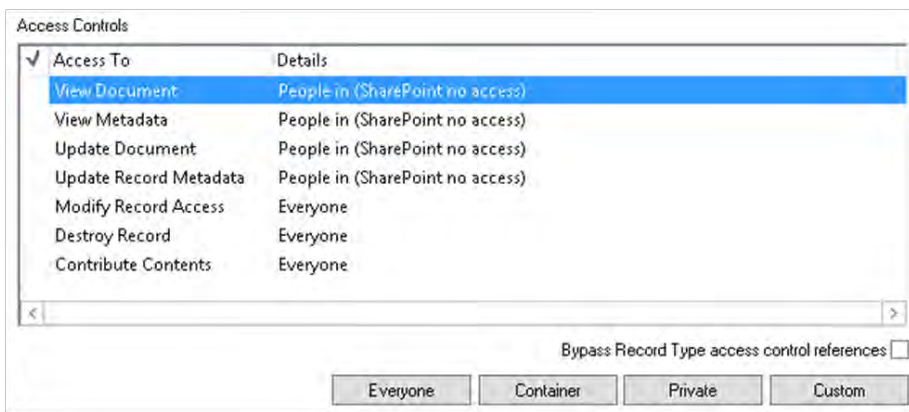 Access Controls
Access To Details
View Document People in (SharePoint no access)
View Metadata People in (SharePoint no access)
Update Document People in (SharePoint no access)
Update Record Metadata People in (SharePoint no access)
Modify Record Access Everyone
Destroy Record Everyone
Contribute Contents Everyone
Bypass Record Type access control references
Everyone Container Private Custom